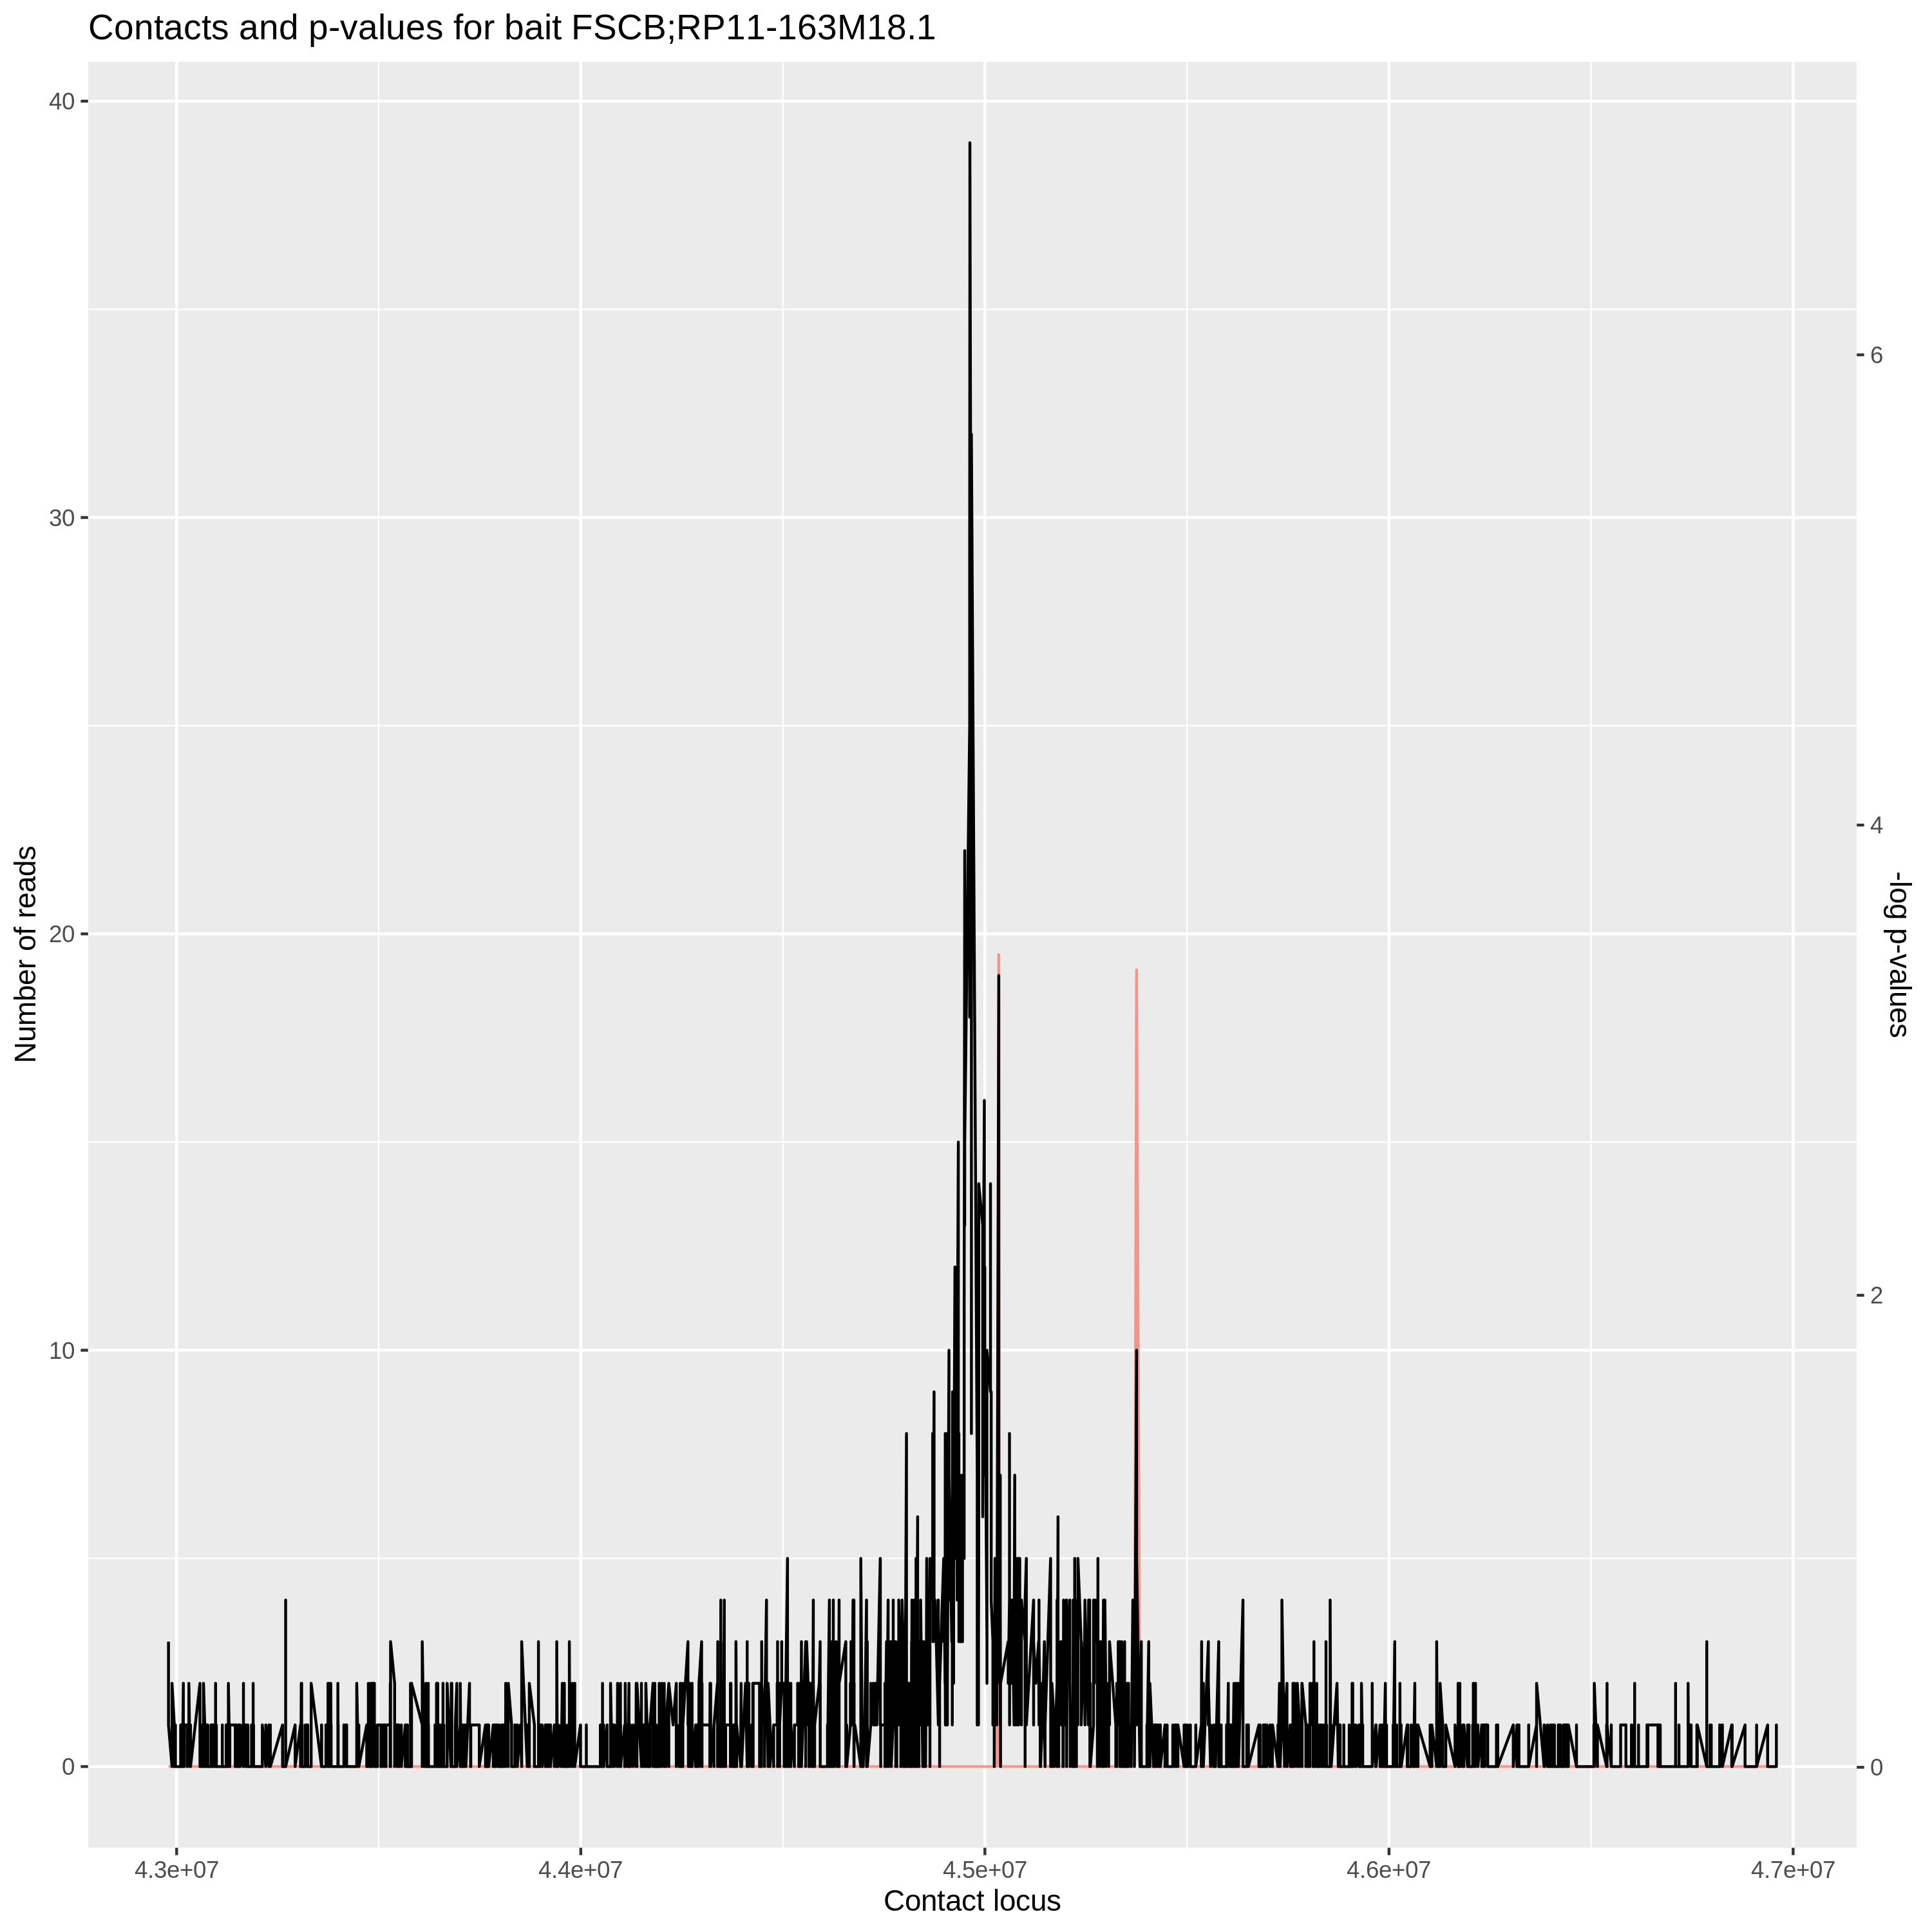 Contacts and p-values for bait FSCB;RP11-163M18.1
40
30
20
10
0
Number of reads
6
4
2
0
-log p-values
4.3e+07
4.4e+07
4.5e+07
4.6e+07
4.7e+07
Contact locus